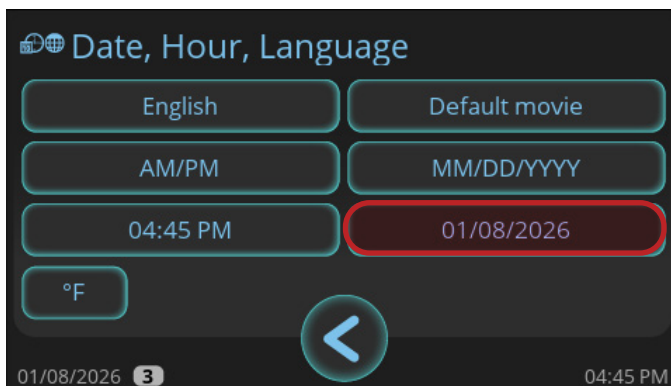 Date, Hour, Language
English
Default movie
AM/PM
MM/DD/YYYY
04:45 PM
01/08/2026
°F
01/08/2026 3
04:45 PM